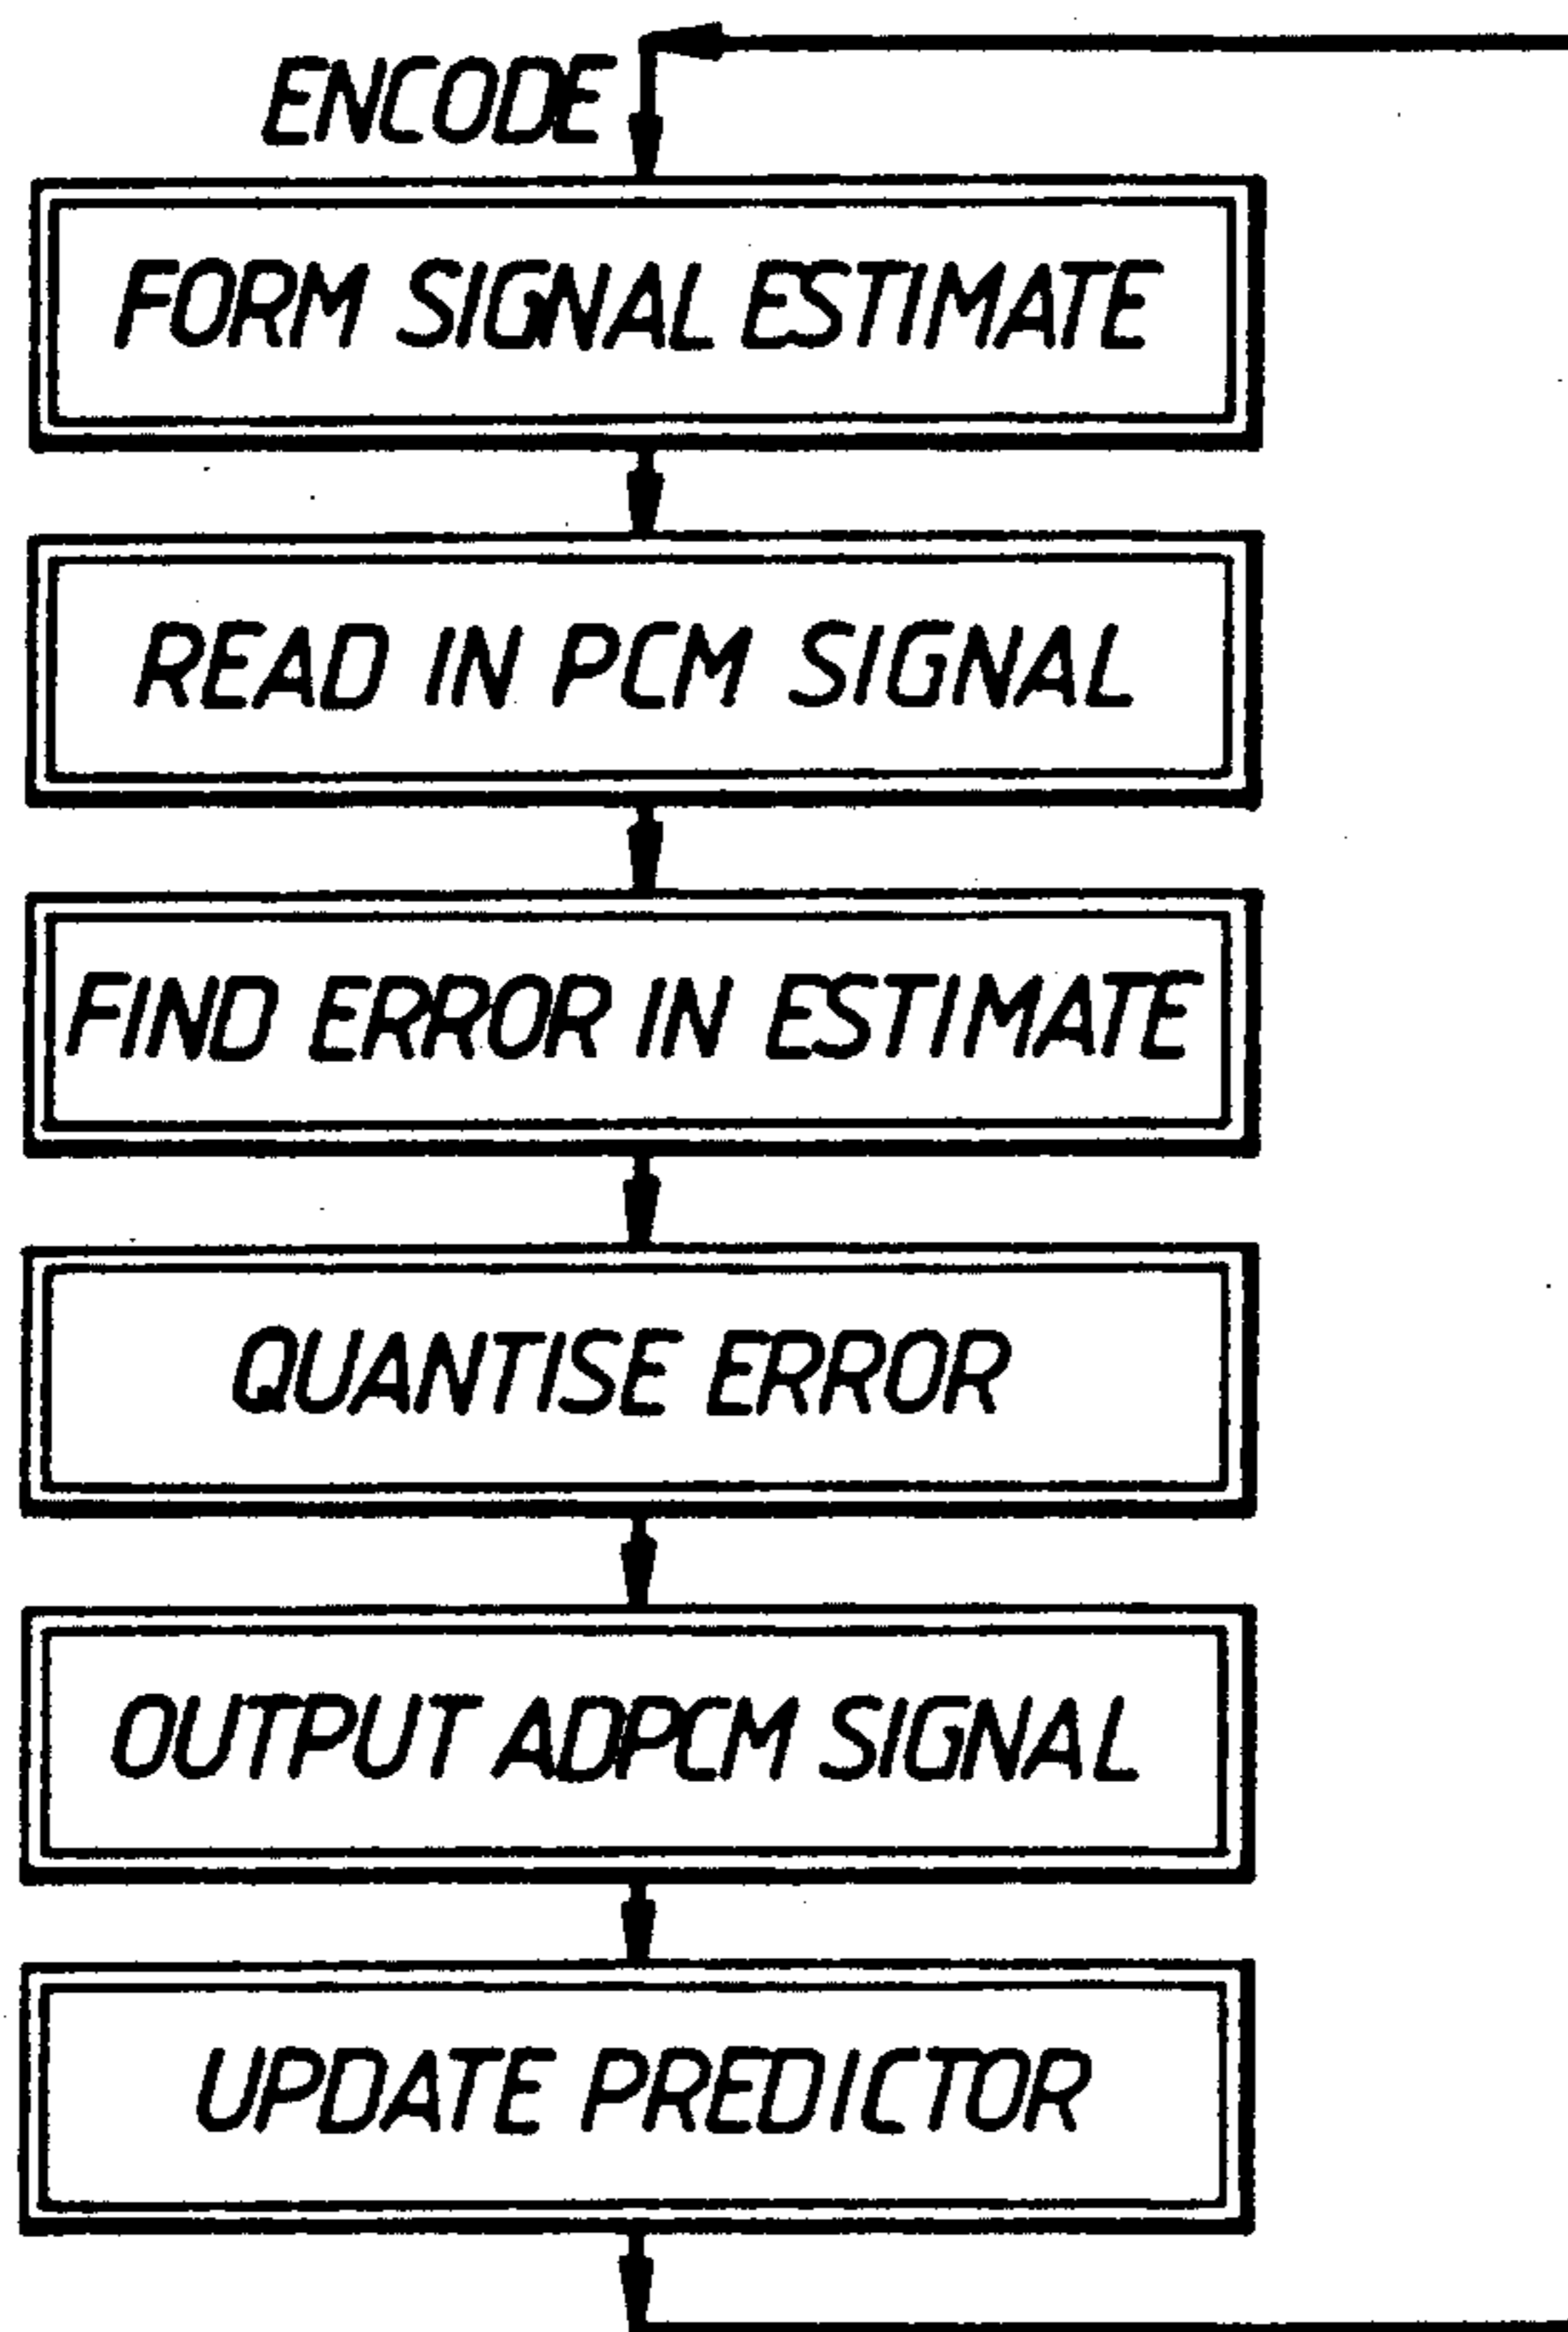 ENCODE
FORM SIGNAL ESTIMATE
READ IN PCM SIGNAL
FIND ERROR IN ESTIMATE
QUANTISE ERROR
OUTPUT ADPCM SIGNAL
UPDATE PREDICTOR